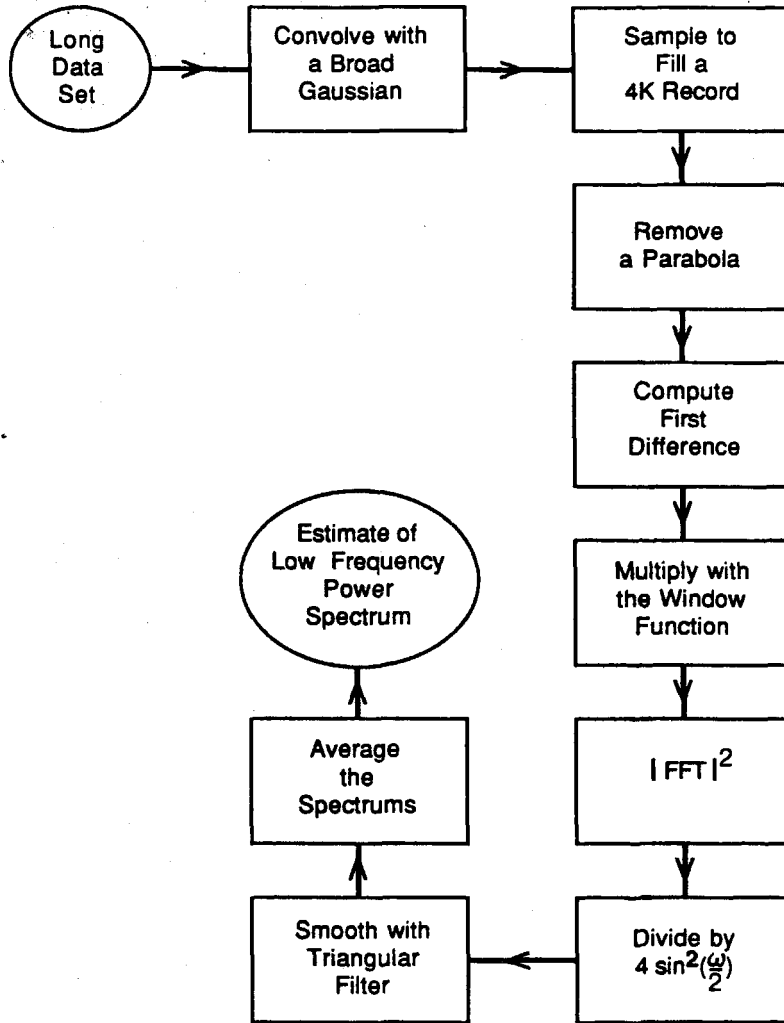 Long
Data
Set
Convolve with
a Broad
Gaussian
Sample to
Fill a
4K Record
Remove
a Parabola
Compute
First
Difference
Multiply with
the Window
Function
| FFT |²
Divide by
4 sin²(ω/2)
Smooth with
Triangular
Filter
Average
the
Spectrums
Estimate of
Low Frequency
Power
Spectrum